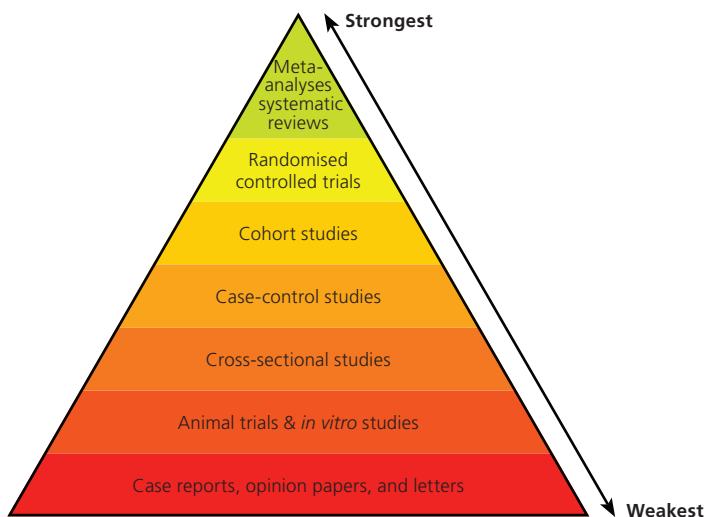 Strongest
Meta-
analyses
systematic
reviews
Randomised
controlled trials
Cohort studies
Case-control studies
Cross-sectional studies
Animal trials & in vitro studies
Case reports, opinion papers, and letters
Weakest